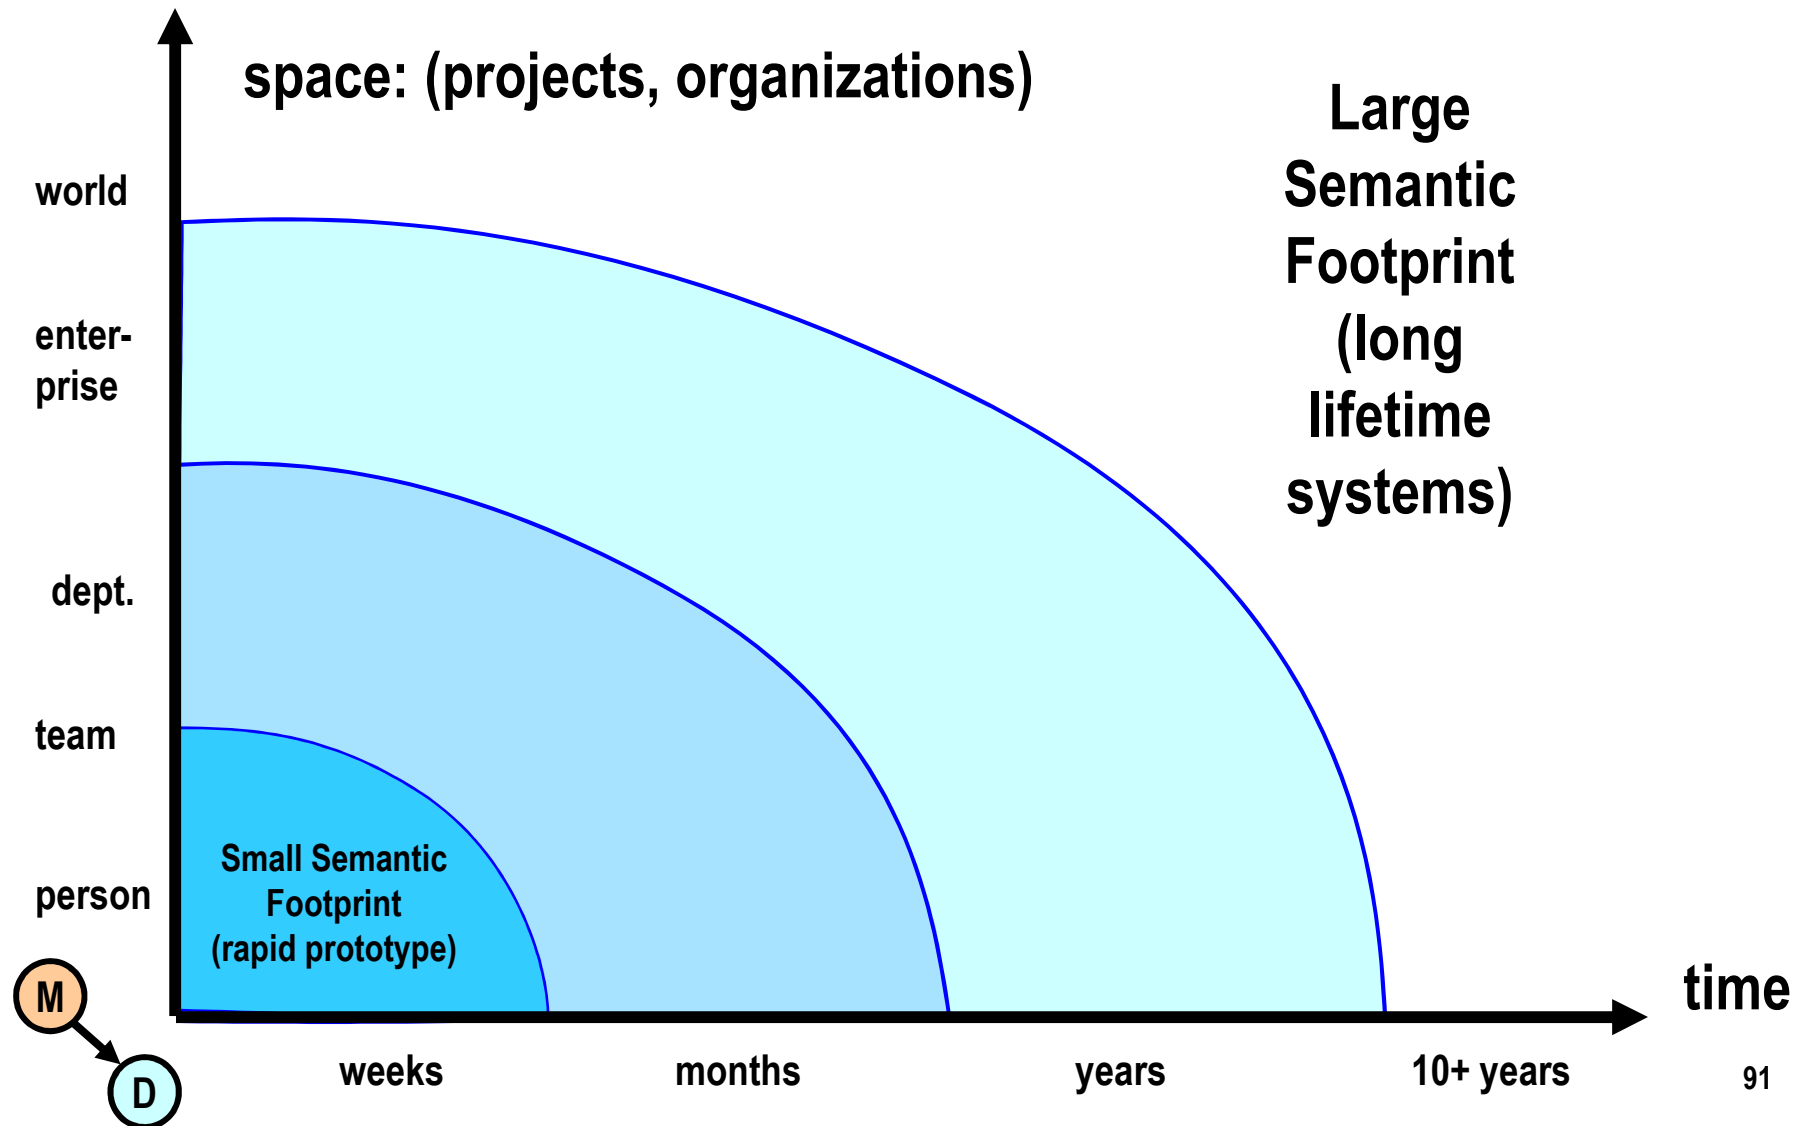 space: (projects, organizations)
Large
Semantic
Footprint
(long
lifetime
systems)
world
enter-
prise
dept.
team
person
Small Semantic
Footprint
(rapid prototype)
M
D
time
weeks
months
years
10+ years
91